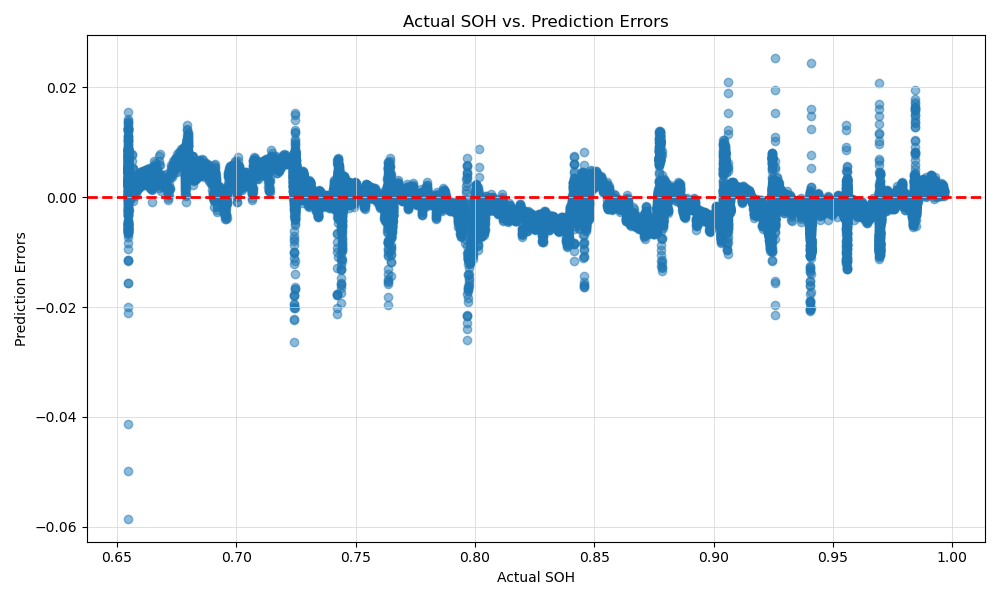 Actual SOH vs. Prediction Errors
Prediction Errors
0.02
0.00
−0.02
−0.04
−0.06
0.65 0.70 0.75 0.80 0.85 0.90 0.95 1.00
Actual SOH